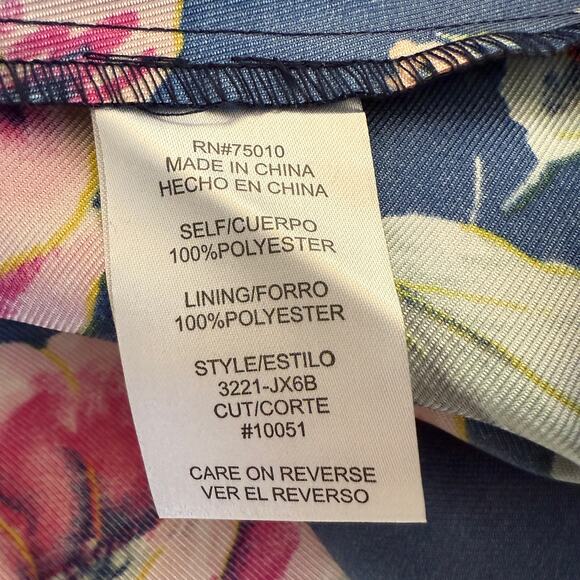 RN#75010
MADE IN CHINA
HECHO EN CHINA
SELF/CUERPO
100%POLYESTER
LINING/FORRO
100%POLYESTER
STYLE/ESTILO
3221-JX6B
CUT/CORTE
#10051
CARE ON REVERSE
VER EL REVERSO